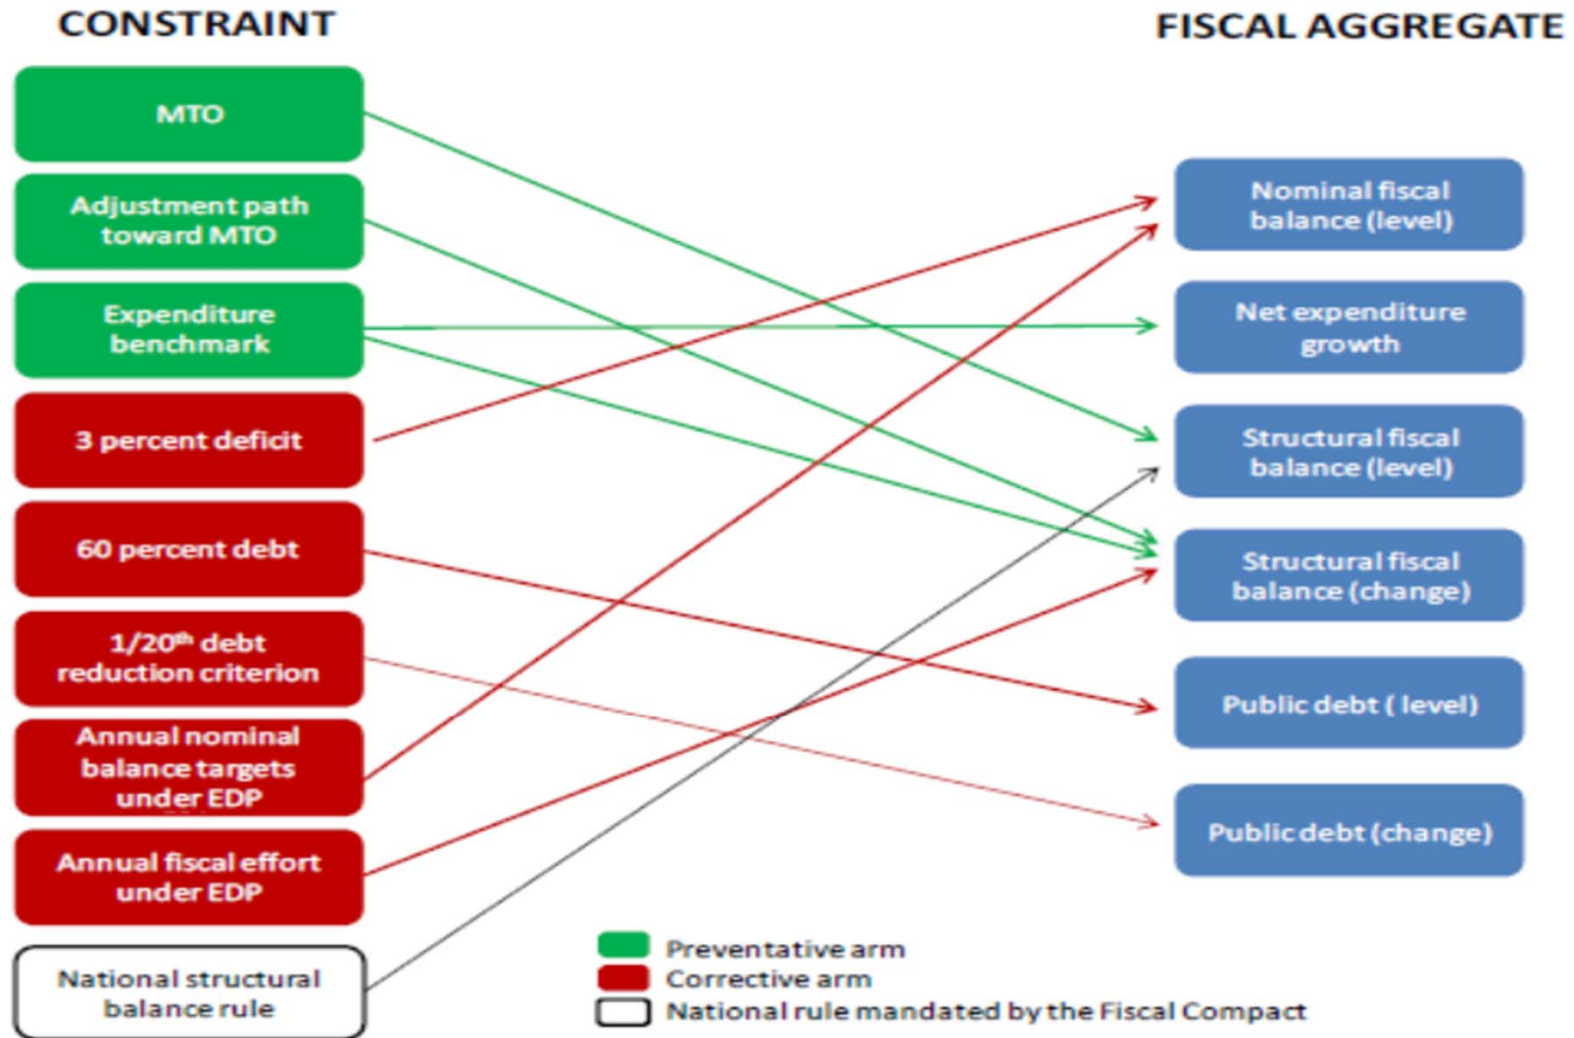 CONSTRAINT
FISCAL AGGREGATE
MTO
Adjustment path
toward MTO
Expenditure
benchmark
3 percent deficit
60 percent debt
1/20th debt
reduction criterion
Annual nominal
balance targets
under EDP
Annual fiscal effort
under EDP
National structural
balance rule
Nominal fiscal
balance (level)
Net expenditure
growth
Structural fiscal
balance (level)
Structural fiscal
balance (change)
Public debt ( level)
Public debt (change)
Preventative arm
Corrective arm
National rule mandated by the Fiscal Compact